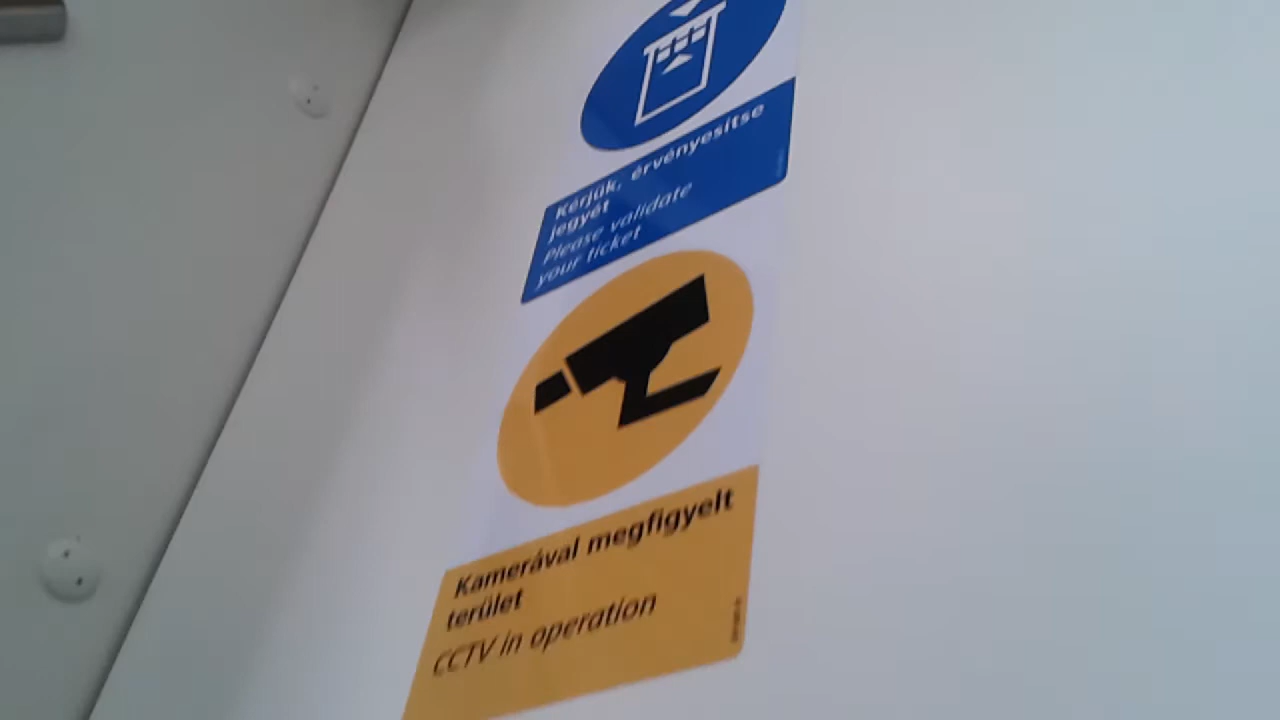 Kérjük, érvényesítse
jegyét
Please validate
your ticket
Kamerával megfigyelt
terület
CCTV in operation